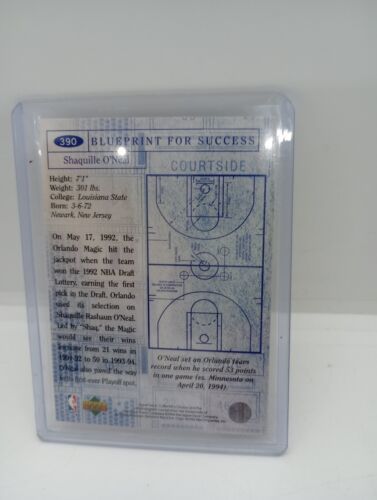 390
BLUEPRINT FOR SUCCESS
Shaquille O'Neal
COURTSIDE
Height: 7'1"
Weight: 301 lbs.
College: Louisiana State
Born: 3-6-72
Newark, New Jersey
On May 17, 1992, the
Orlando Magic hit the
jackpot when the team
won the 1992 NBA Draft
Lottery, earning the first
pick in the Draft. Orlando
used its selection on
Shaquille Rashaun O'Neal.
Led by "Shaq," the Magic
would see their wins
increase from 21 wins in
1991-92 to 50 in 1993-94.
O'Neal also paved the way
first-ever Playoff spot,
O'Neal set an Orlando team
record when he scored 53 points
in one game (vs. Minnesota on
April 20, 1994).